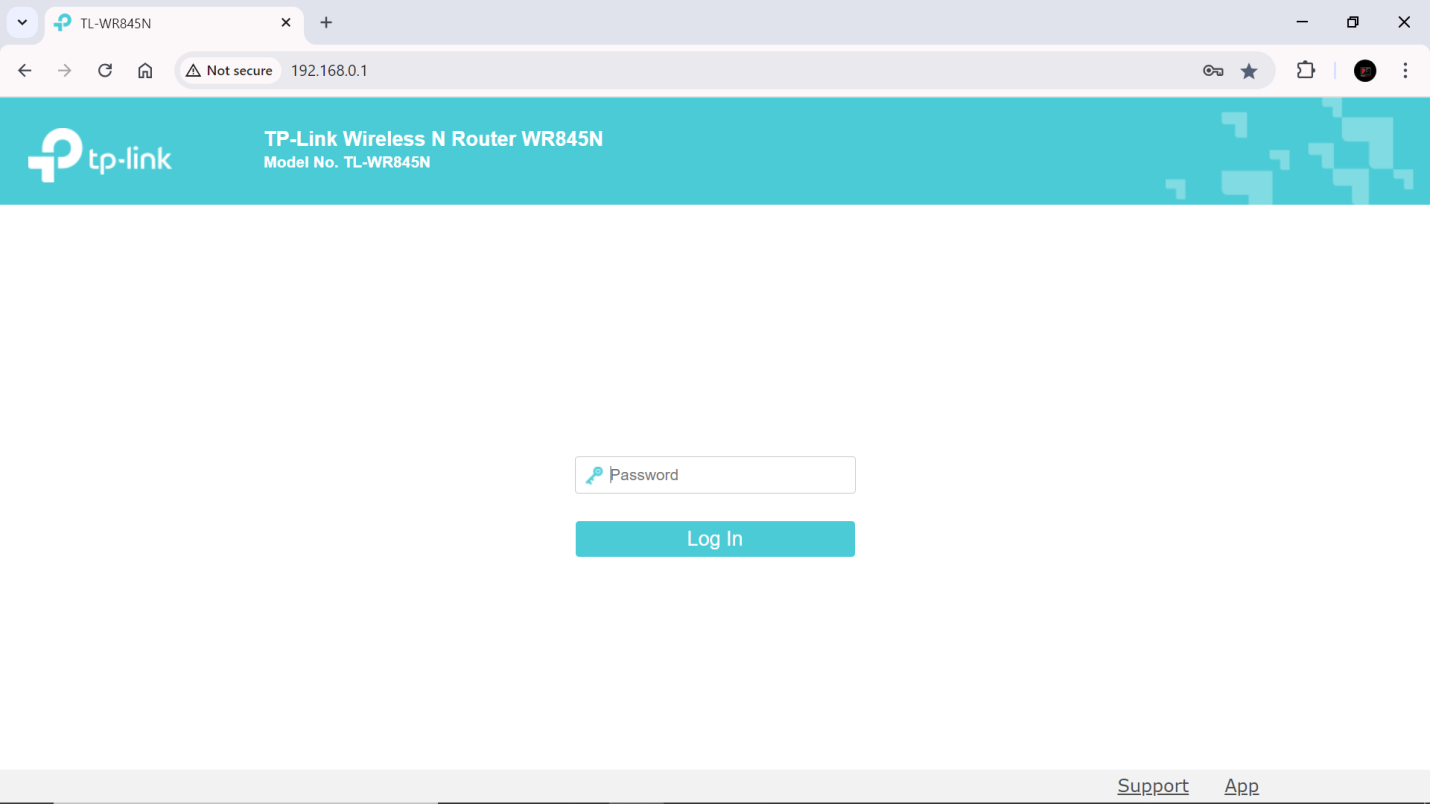 TL-WR845N
Not secure
192.168.0.1
tp-link
TP-Link Wireless N Router WR845N
Model No. TL-WR845N
Password
Log In
Support App